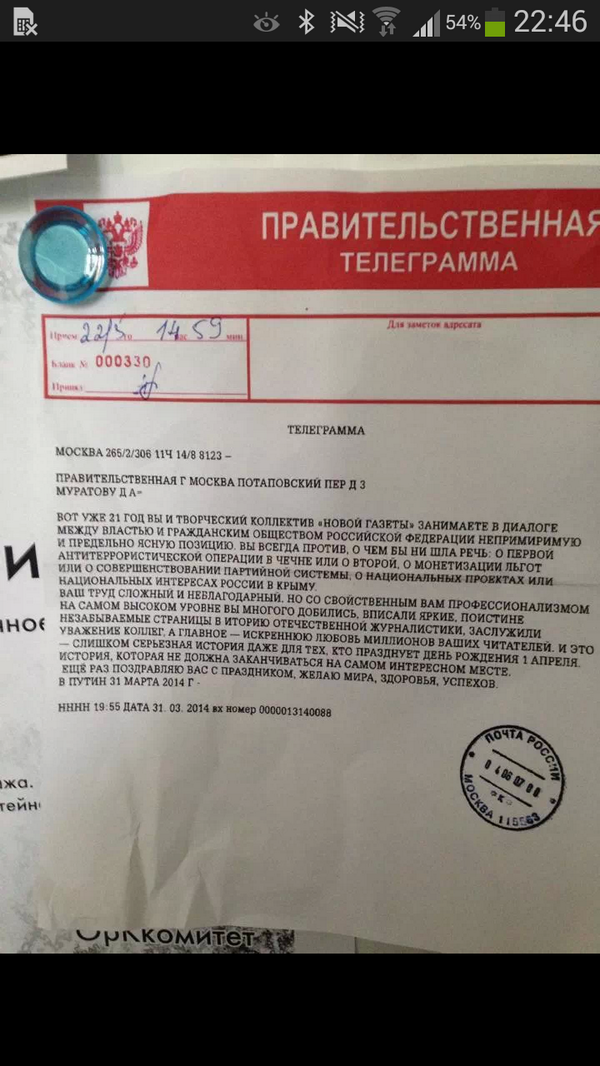 54% 22:46
ПРАВИТЕЛЬСТВЕННАЯ
ТЕЛЕГРАММА
Прием 22/5 го 14 час 59 мин.
Для заметок адресата
Бланк № 000330
Принял
ТЕЛЕГРАММА
МОСКВА 265/2/306 11Ч 14/8 8123 –
ПРАВИТЕЛЬСТВЕННАЯ Г МОСКВА ПОТАПОВСКИЙ ПЕР Д 3
МУРАТОВУ Д А=
ВОТ УЖЕ 21 ГОД ВЫ И ТВОРЧЕСКИЙ КОЛЛЕКТИВ «НОВОЙ ГАЗЕТЫ» ЗАНИМАЕТЕ В ДИАЛОГЕ
МЕЖДУ ВЛАСТЬЮ И ГРАЖДАНСКИМ ОБЩЕСТВОМ РОССИЙСКОЙ ФЕДЕРАЦИИ НЕПРИМИРИМУЮ
И ПРЕДЕЛЬНО ЯСНУЮ ПОЗИЦИЮ. ВЫ ВСЕГДА ПРОТИВ, О ЧЕМ БЫ НИ ШЛА РЕЧЬ: О ПЕРВОЙ
АНТИТЕРРОРИСТИЧЕСКОЙ ОПЕРАЦИИ В ЧЕЧНЕ ИЛИ О ВТОРОЙ, О МОНЕТИЗАЦИИ ЛЬГОТ
ИЛИ О СОВЕРШЕНСТВОВАНИИ ПАРТИЙНОЙ СИСТЕМЫ, О НАЦИОНАЛЬНЫХ ПРОЕКТАХ ИЛИ
НАЦИОНАЛЬНЫХ ИНТЕРЕСАХ РОССИИ В КРЫМУ.
ВАШ ТРУД СЛОЖНЫЙ И НЕБЛАГОДАРНЫЙ. НО СО СВОЙСТВЕННЫМ ВАМ ПРОФЕССИОНАЛИЗМОМ
НА САМОМ ВЫСОКОМ УРОВНЕ ВЫ МНОГОГО ДОБИЛИСЬ, ВПИСАЛИ ЯРКИЕ, ПОИСТИНЕ
НЕЗАБЫВАЕМЫЕ СТРАНИЦЫ В ИТОРИЮ ОТЕЧЕСТВЕННОЙ ЖУРНАЛИСТИКИ, ЗАСЛУЖИЛИ
УВАЖЕНИЕ КОЛЛЕГ, А ГЛАВНОЕ — ИСКРЕННЮЮ ЛЮБОВЬ МИЛЛИОНОВ ВАШИХ ЧИТАТЕЛЕЙ. И ЭТО
— СЛИШКОМ СЕРЬЕЗНАЯ ИСТОРИЯ ДАЖЕ ДЛЯ ТЕХ, КТО ПРАЗДНУЕТ ДЕНЬ РОЖДЕНИЯ 1 АПРЕЛЯ.
ИСТОРИЯ, КОТОРАЯ НЕ ДОЛЖНА ЗАКАНЧИВАТЬСЯ НА САМОМ ИНТЕРЕСНОМ МЕСТЕ.
ЕЩЁ РАЗ ПОЗДРАВЛЯЮ ВАС С ПРАЗДНИКОМ, ЖЕЛАЮ МИРА, ЗДОРОВЬЯ, УСПЕХОВ.
В ПУТИН 31 МАРТА 2014 Г -
НННН 19:55 ДАТА 31. 03. 2014 вх номер 0000013140088
ПОЧТА РОССИИ
МОСКВА 115563
Оргкомитет